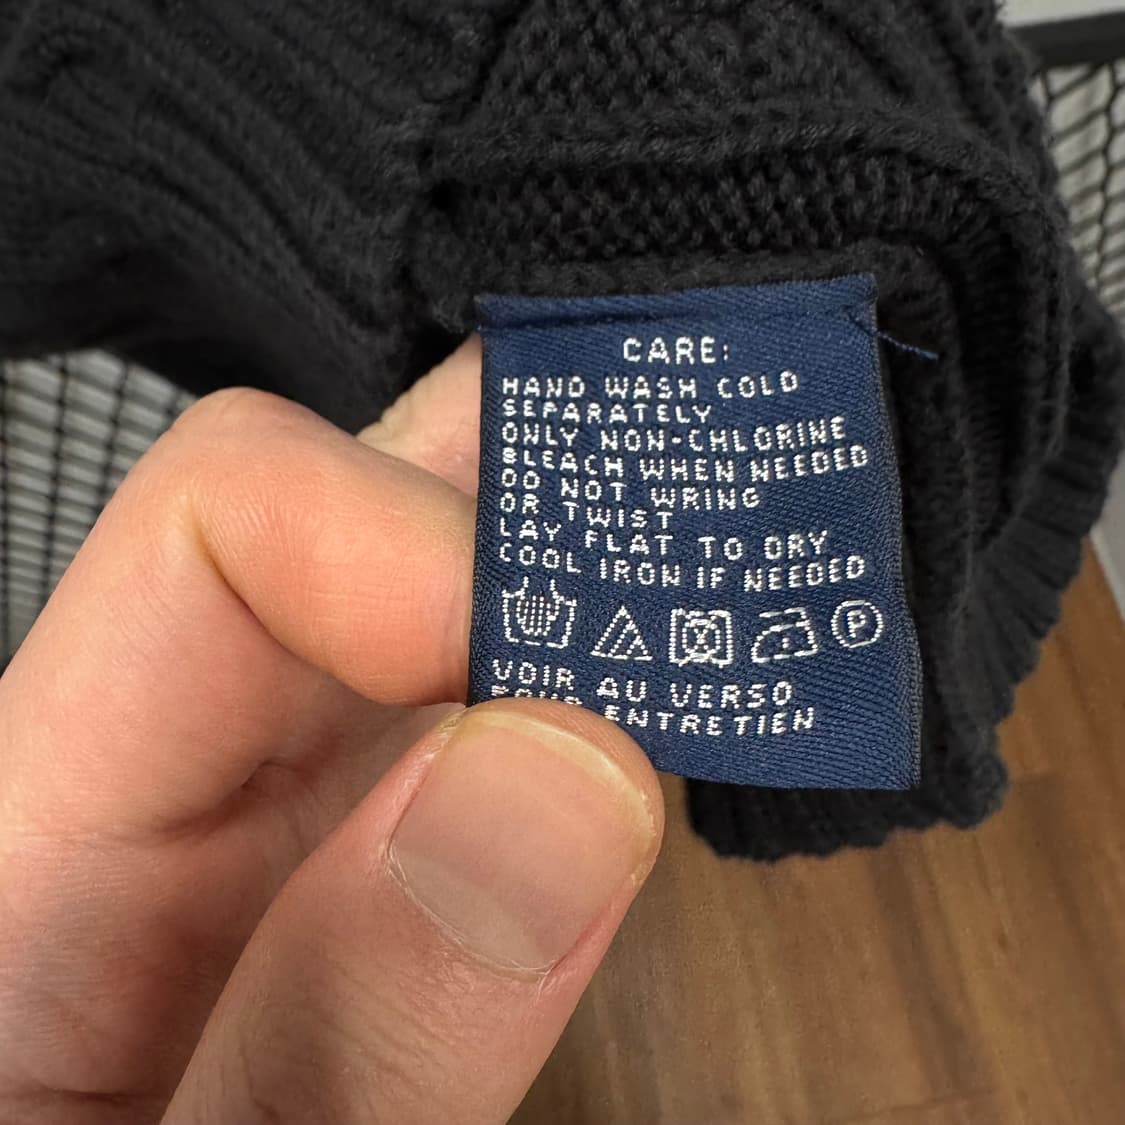 CARE:
HAND WASH COLD
SEPARATELY
ONLY NON-CHLORINE
BLEACH WHEN NEEDED
DO NOT WRING
OR TWIST
LAY FLAT TO DRY
COOL IRON IF NEEDED
P
VOIR AU VERSO
ENTRETIEN